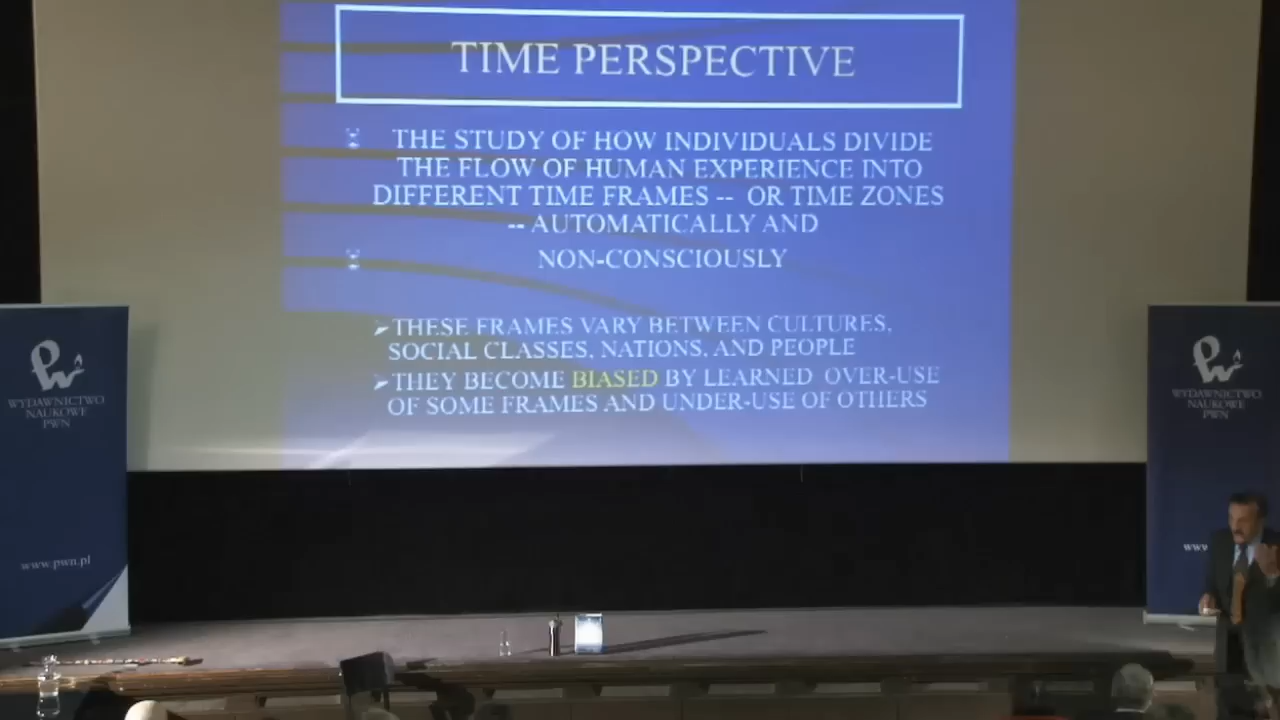 TIME PERSPECTIVE
THE STUDY OF HOW INDIVIDUALS DIVIDE
THE FLOW OF HUMAN EXPERIENCE INTO
DIFFERENT TIME FRAMES -- OR TIME ZONES
-- AUTOMATICALLY AND
NON-CONSCIOUSLY
THESE FRAMES VARY BETWEEN CULTURES,
SOCIAL CLASSES, NATIONS, AND PEOPLE
THEY BECOME BIASED BY LEARNED OVER-USE
OF SOME FRAMES AND UNDER-USE OF OTHERS
WYDAWNICTWO
NAUKOWE
PWN
www.pwn.pl
WYDAWNICTWO
NAUKOWE
PWN
www